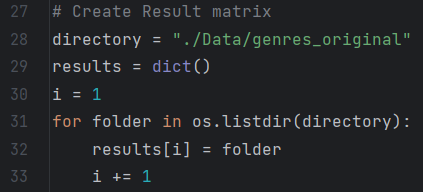 27 # Create Result matrix
28 directory = "./Data/genres_original"
29 results = dict()
30 i = 1
31 for folder in os.listdir(directory):
32     results[i] = folder
33     i += 1